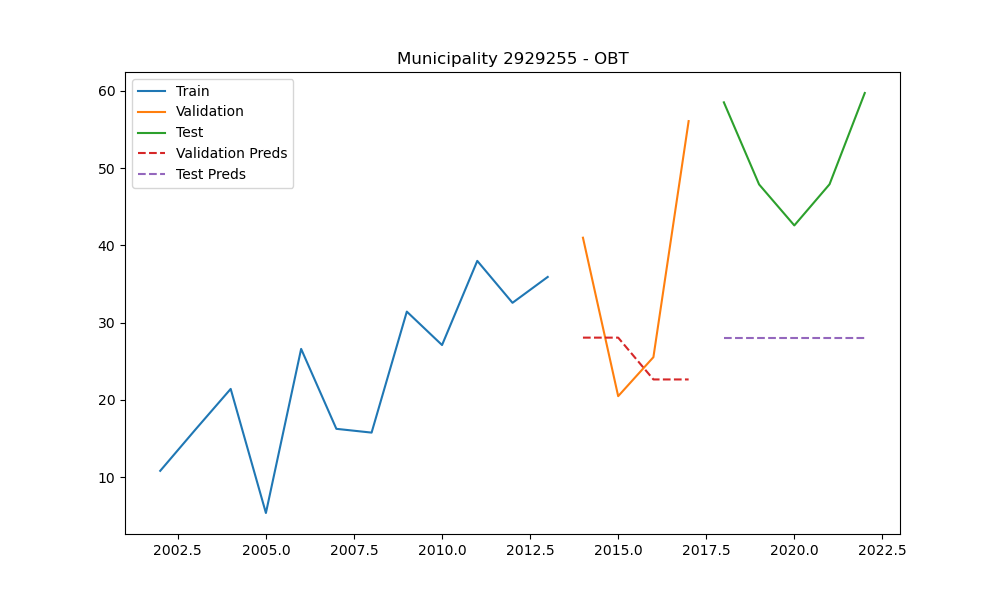 Municipality 2929255 - OBT
Train
Validation
Test
Validation Preds
Test Preds
60
50
40
30
20
10
2002.5 2005.0 2007.5 2010.0 2012.5 2015.0 2017.5 2020.0 2022.5